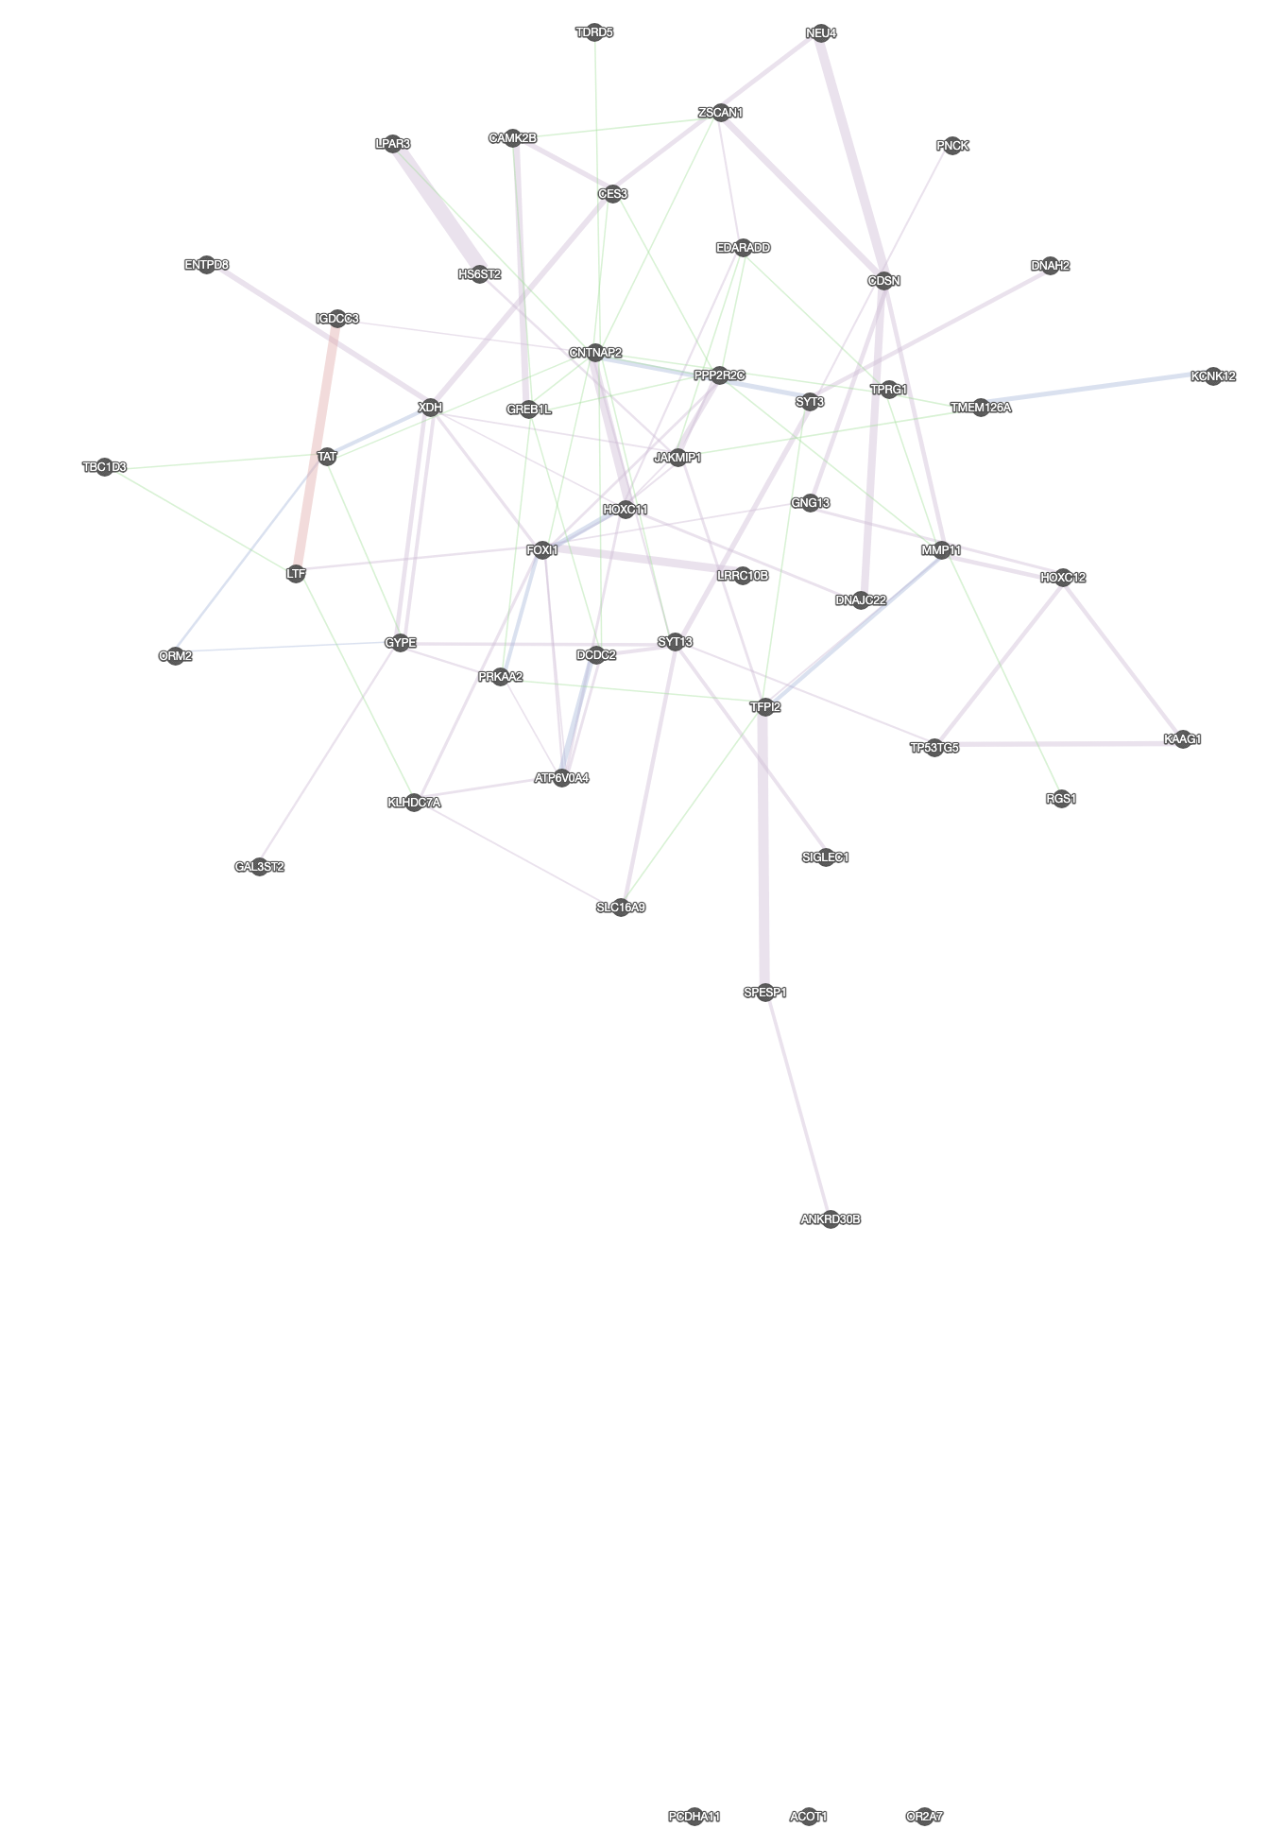 TDRD5
NEU4
ZSCAN1
CAMK2B
LPAR3
PNCK
CES3
EDARADD
ENTPD8
DNAH2
HS6ST2
CDSN
IGDCC3
CNTNAP2
PPP2R2C
KCNK12
TPRG1
SYT3
XDH
GREB1L
TMEM126A
TAT
JAKMIP1
TBC1D3
GNG13
HOXC11
FOXI1
MMP11
LTF
LRRC10B
HOXC12
DNAJC22
GYPE
SYT13
ORM2
DCDC2
PRKAA2
TFPI2
TP53TG5
KAAG1
ATP6V0A4
KLHDC7A
RGS1
GAL3ST2
SIGLEC1
SLC16A9
SPESP1
ANKRD30B
PCDHA11
ACOT1
OR2A7